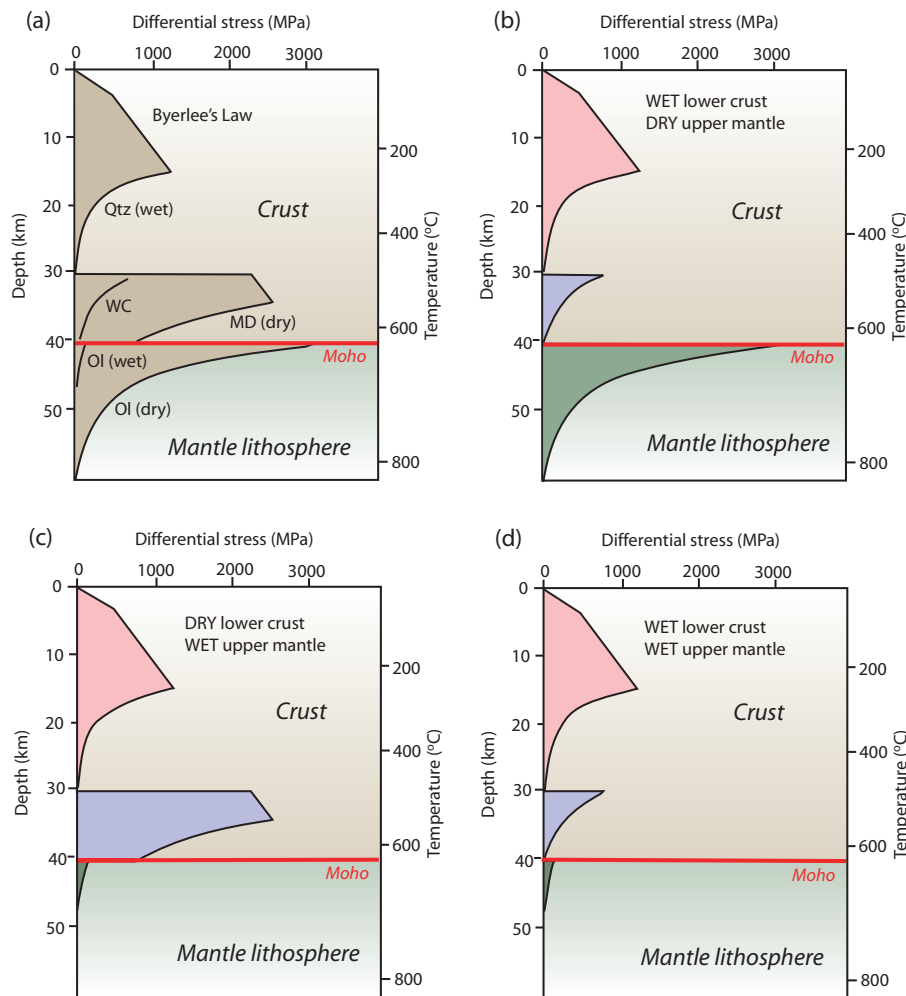 (a)
Differential stress (MPa)
0 1000 2000 3000
0
10
20
30
40
50
Depth (km)
200
400
600
800
Temperature (ºC)
Byerlee's Law
Qtz (wet)
Crust
WC
MD (dry)
Moho
Ol (wet)
Ol (dry)
Mantle lithosphere
(b)
Differential stress (MPa)
0 1000 2000 3000
0
10
20
30
40
50
Depth (km)
200
400
600
800
Temperature (ºC)
WET lower crust
DRY upper mantle
Crust
Moho
Mantle lithosphere
(c)
Differential stress (MPa)
0 1000 2000 3000
0
10
20
30
40
50
Depth (km)
200
400
600
800
Temperature (ºC)
DRY lower crust
WET upper mantle
Crust
Moho
Mantle lithosphere
(d)
Differential stress (MPa)
0 1000 2000 3000
0
10
20
30
40
50
Depth (km)
200
400
600
800
Temperature (ºC)
WET lower crust
WET upper mantle
Crust
Moho
Mantle lithosphere